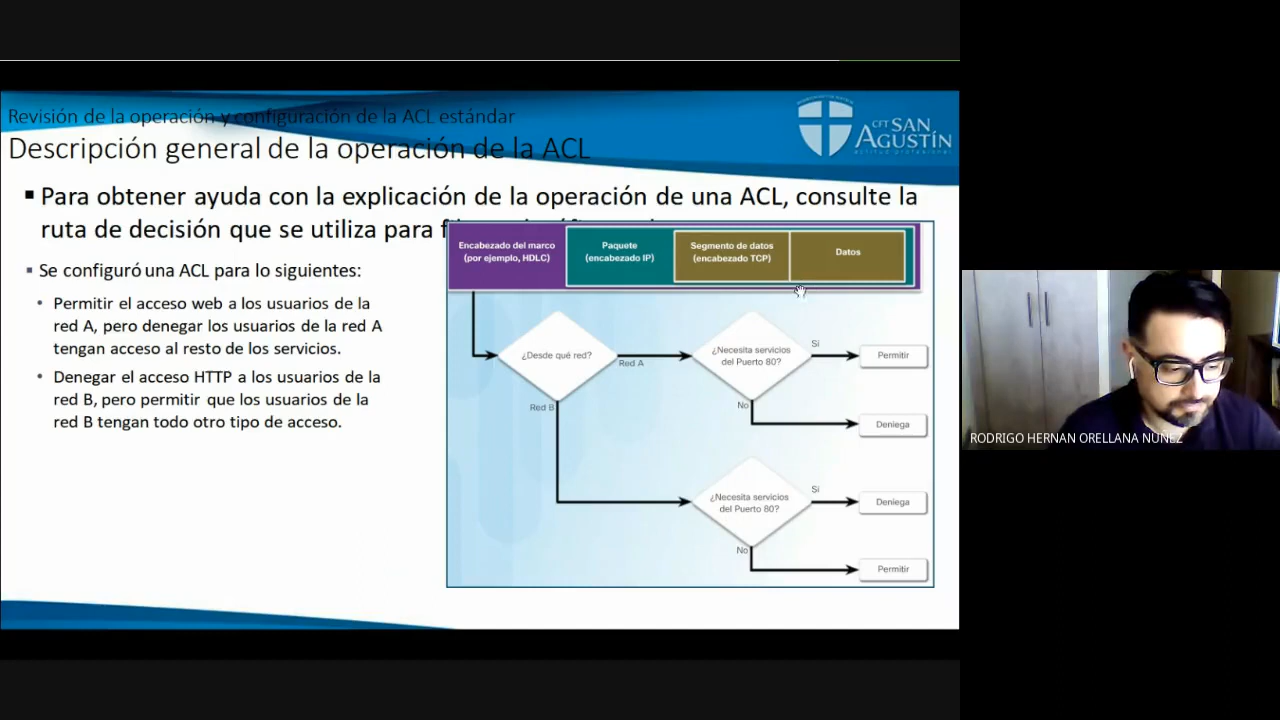 Revisión de la operación y configuración de la ACL estándar
Descripción general de la operación de la ACL
CFT SAN
AGUSTÍN
Para obtener ayuda con la explicación de la operación de una ACL, consulte la
ruta de decisión que se utiliza para
Se configuró una ACL para lo siguientes:
Permitir el acceso web a los usuarios de la
red A, pero denegar los usuarios de la red A
tengan acceso al resto de los servicios.
Denegar el acceso HTTP a los usuarios de la
red B, pero permitir que los usuarios de la
red B tengan todo otro tipo de acceso.
Encabezado del marco
(por ejemplo, HDLC)
Paquete
(encabezado IP)
Segmento de datos
(encabezado TCP)
Datos
¿Desde qué red?
Red A
¿Necesita servicios
del Puerto 80?
Si
Permitir
No
Deniega
Red B
¿Necesita servicios
del Puerto 80?
Si
Deniega
No
Permitir
RODRIGO HERNAN ORELLANA NUÑEZ